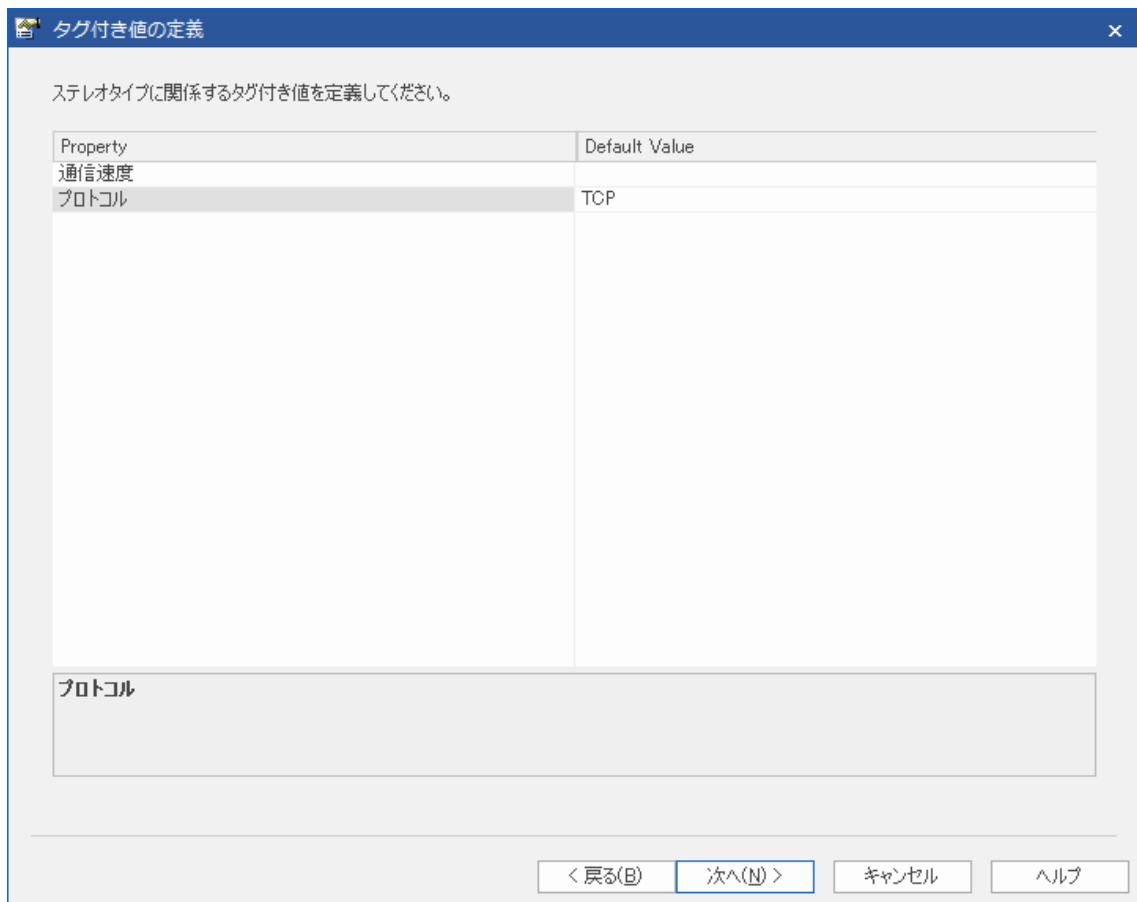 タグ付き値の定義
ステレオタイプに関係するタグ付き値を定義してください。
Property Default Value
通信速度
プロトコル TCP
プロトコル
< 戻る(B) 次へ(N) > キャンセル ヘルプ